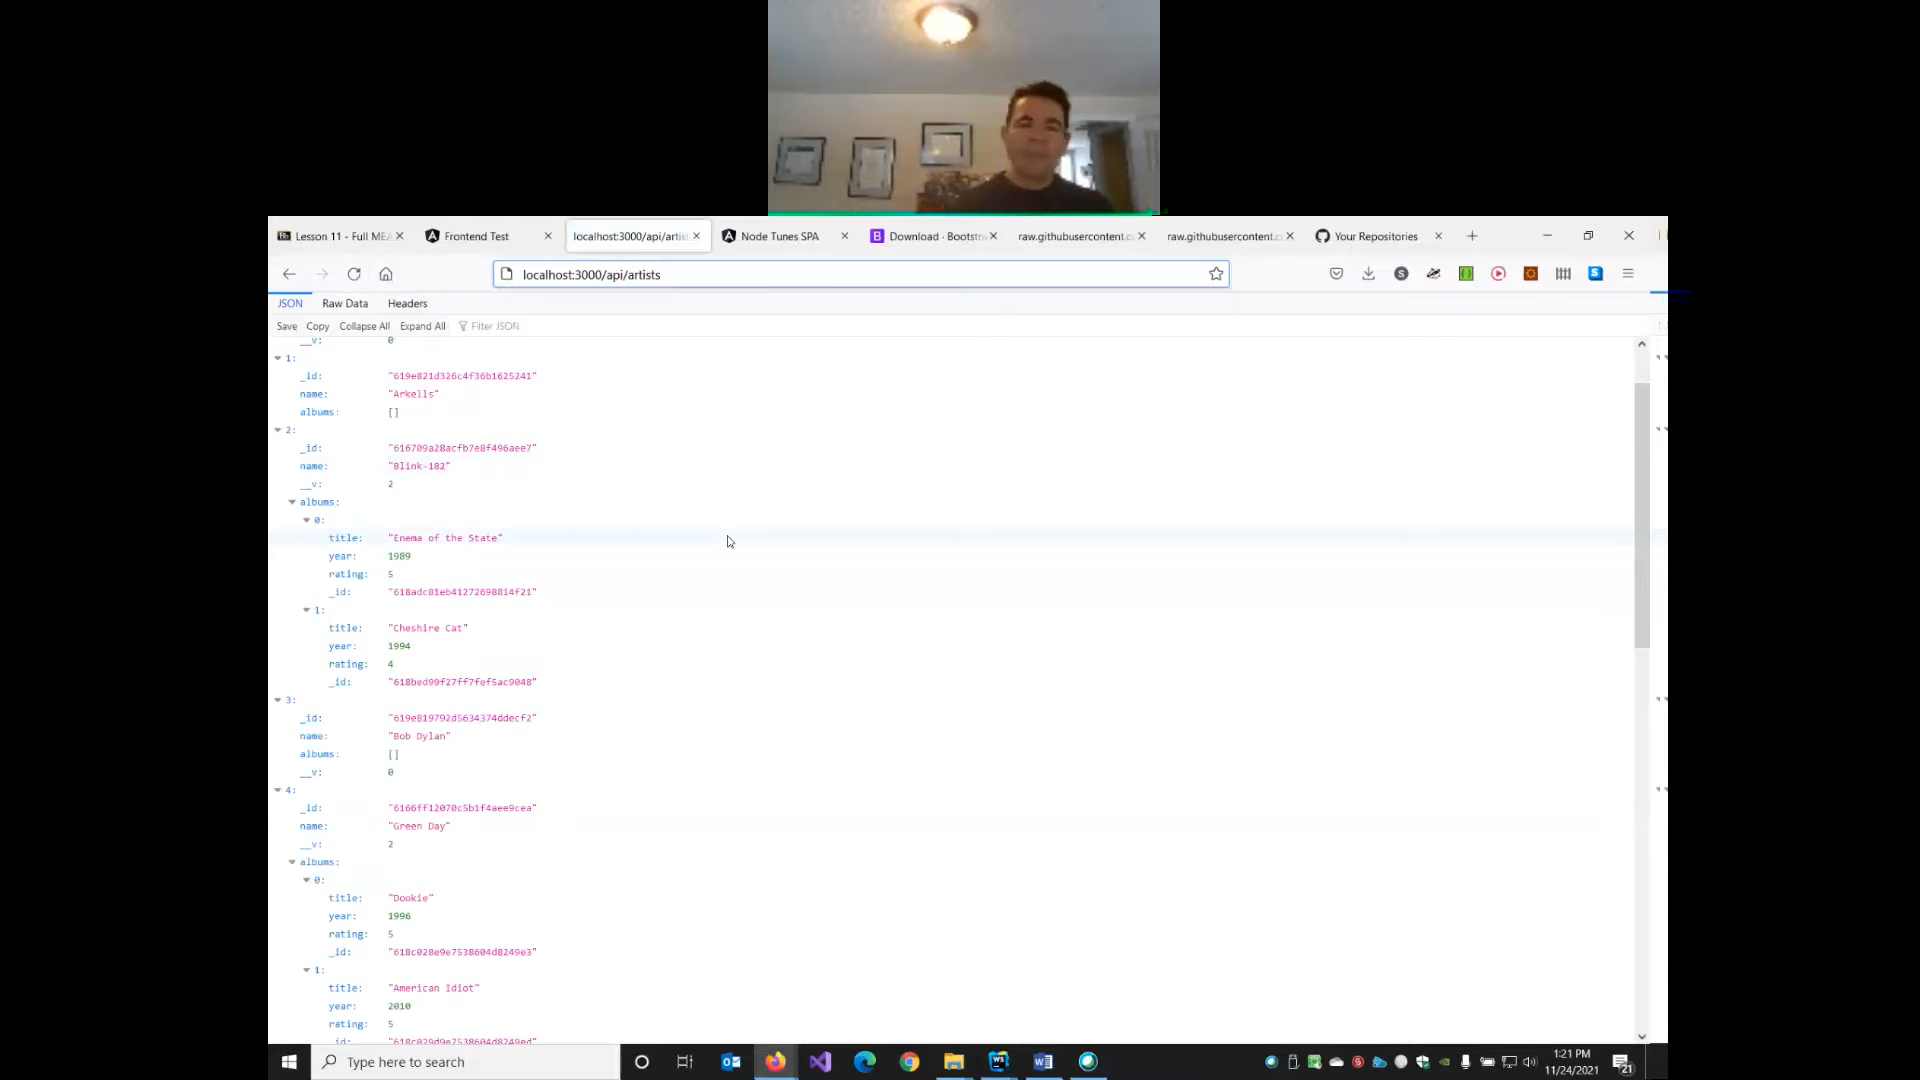 Lesson 11 - Full MEA
Frontend Test
localhost:3000/api/artis
Node Tunes SPA
Download · Bootstr
raw.githubusercontent.c
raw.githubusercontent.c
Your Repositories
localhost:3000/api/artists
JSON Raw Data Headers
Save Copy Collapse All Expand All Filter JSON
__v: 0
1:
_id: "619e821d326c4f36b1625241"
name: "Arkells"
albums: []
2:
_id: "616709a28acfb7e8f496aee7"
name: "Blink-182"
__v: 2
albums:
0:
title: "Enema of the State"
year: 1989
rating: 5
_id: "618adc81eb41272698814f21"
1:
title: "Cheshire Cat"
year: 1994
rating: 4
_id: "618bed99f27ff7fef5ac9048"
3:
_id: "619e819792d5634374ddecf2"
name: "Bob Dylan"
albums: []
__v: 0
4:
_id: "6166ff12070c5b1f4aee9cea"
name: "Green Day"
__v: 2
albums:
0:
title: "Dookie"
year: 1996
rating: 5
_id: "618c028e9e7538604d8249e3"
1:
title: "American Idiot"
year: 2010
rating: 5
_id: "618c029d9e7538604d8249ed"
Type here to search
1:21 PM
11/24/2021
21